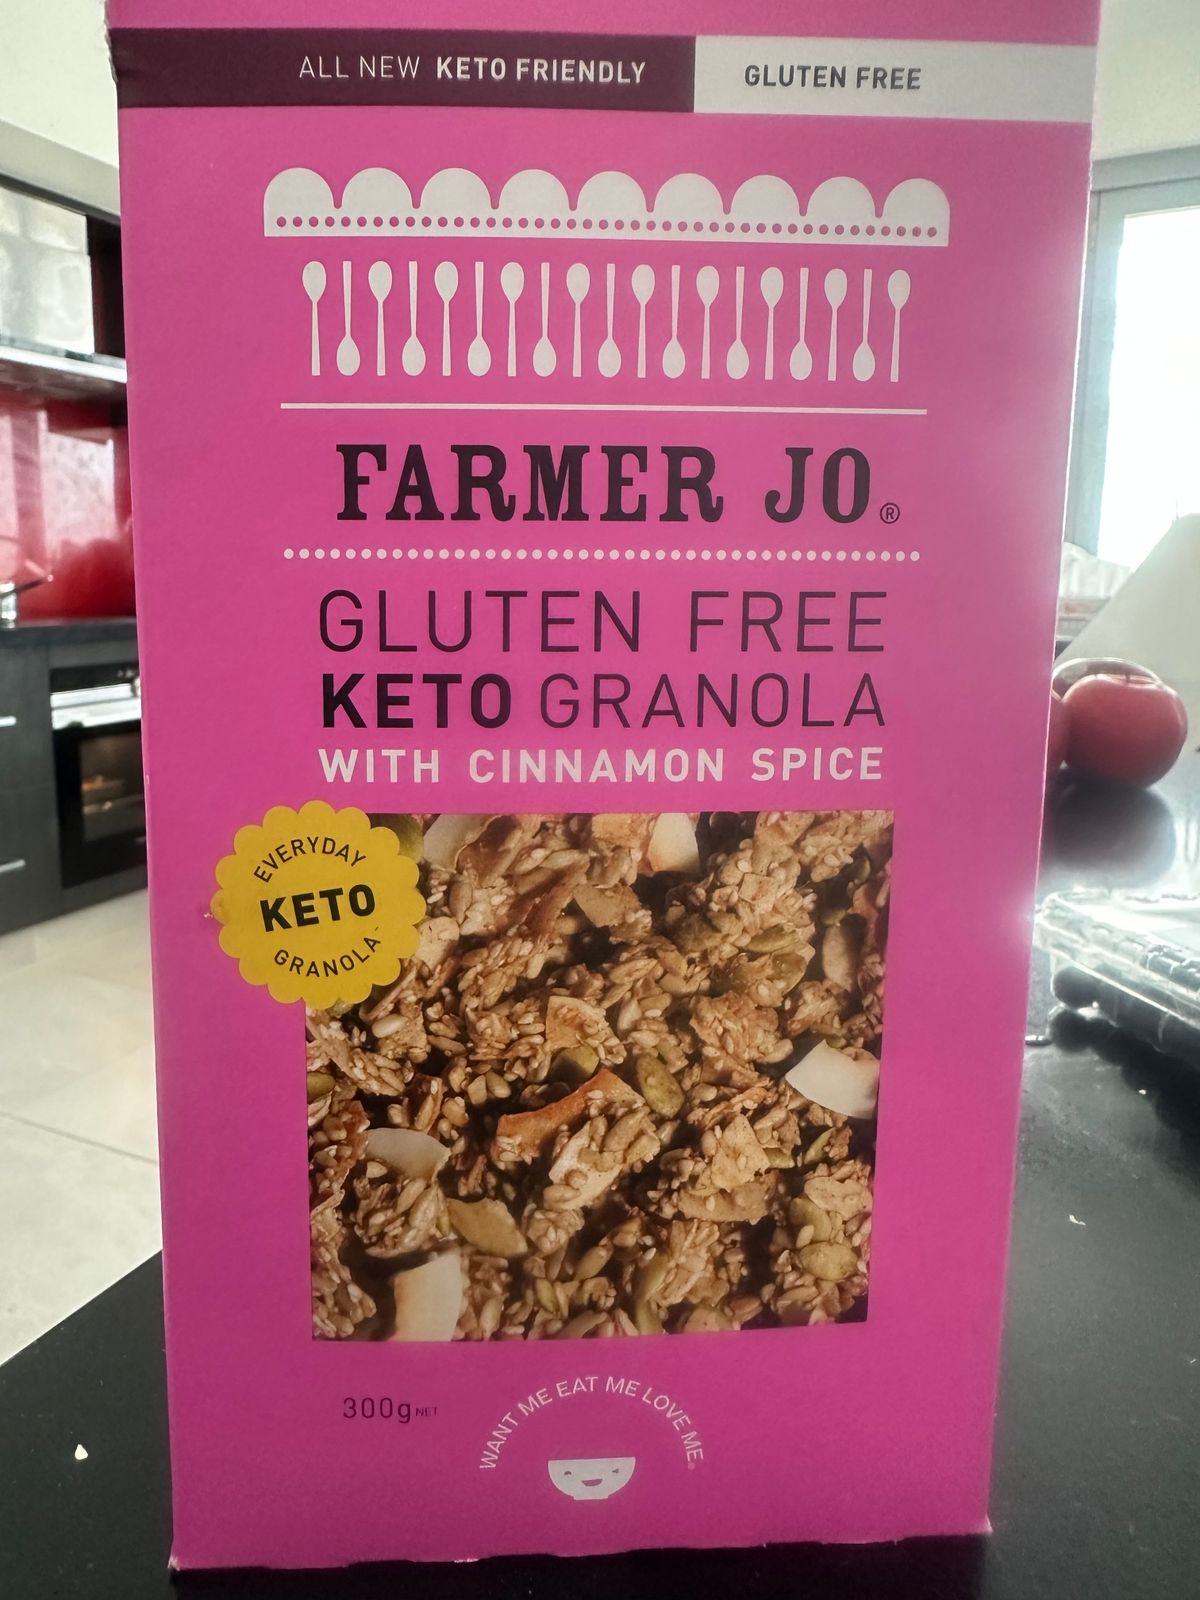 ALL NEW KETO FRIENDLY
GLUTEN FREE
FARMER JO®
GLUTEN FREE
KETO GRANOLA
WITH CINNAMON SPICE
EVERYDAY
KETO
GRANOLA
300g NET
WANT ME EAT ME LOVE ME